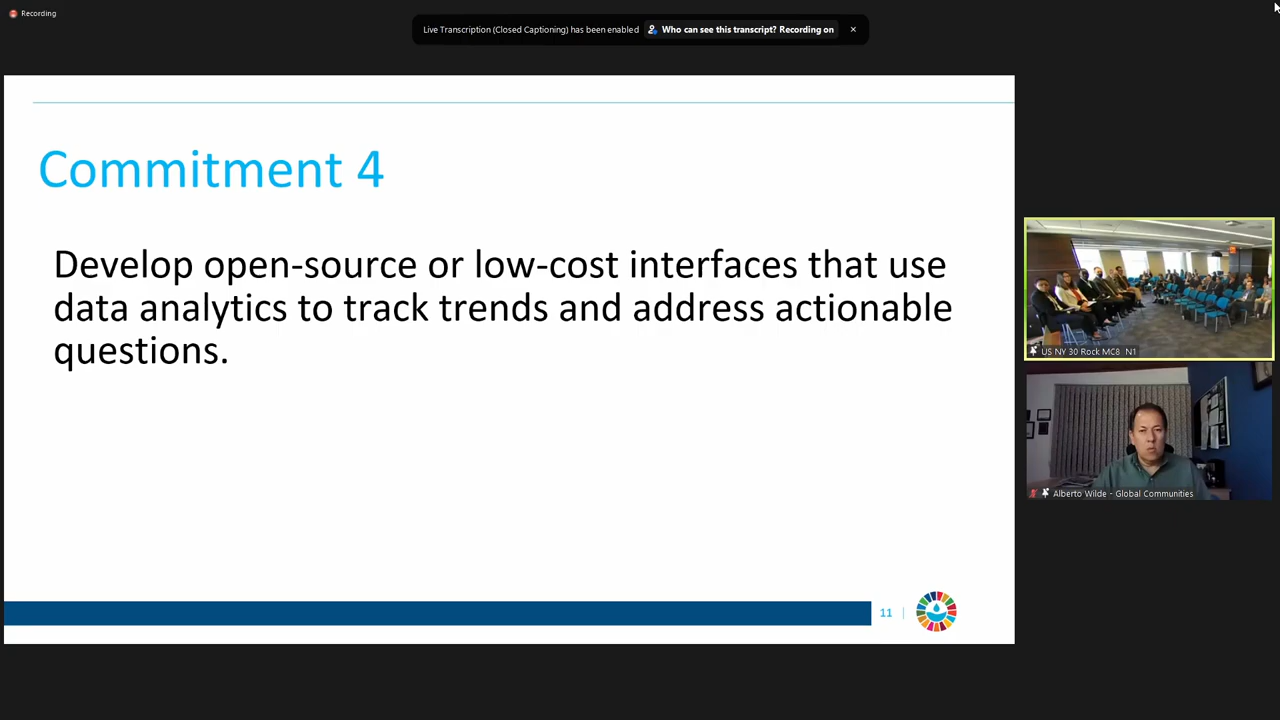 Recording
Live Transcription (Closed Captioning) has been enabled
Who can see this transcript? Recording on
Commitment 4
Develop open-source or low-cost interfaces that use
data analytics to track trends and address actionable
questions.
US NY 30 Rock MC8 N1
Alberto Wilde - Global Communities
11 |